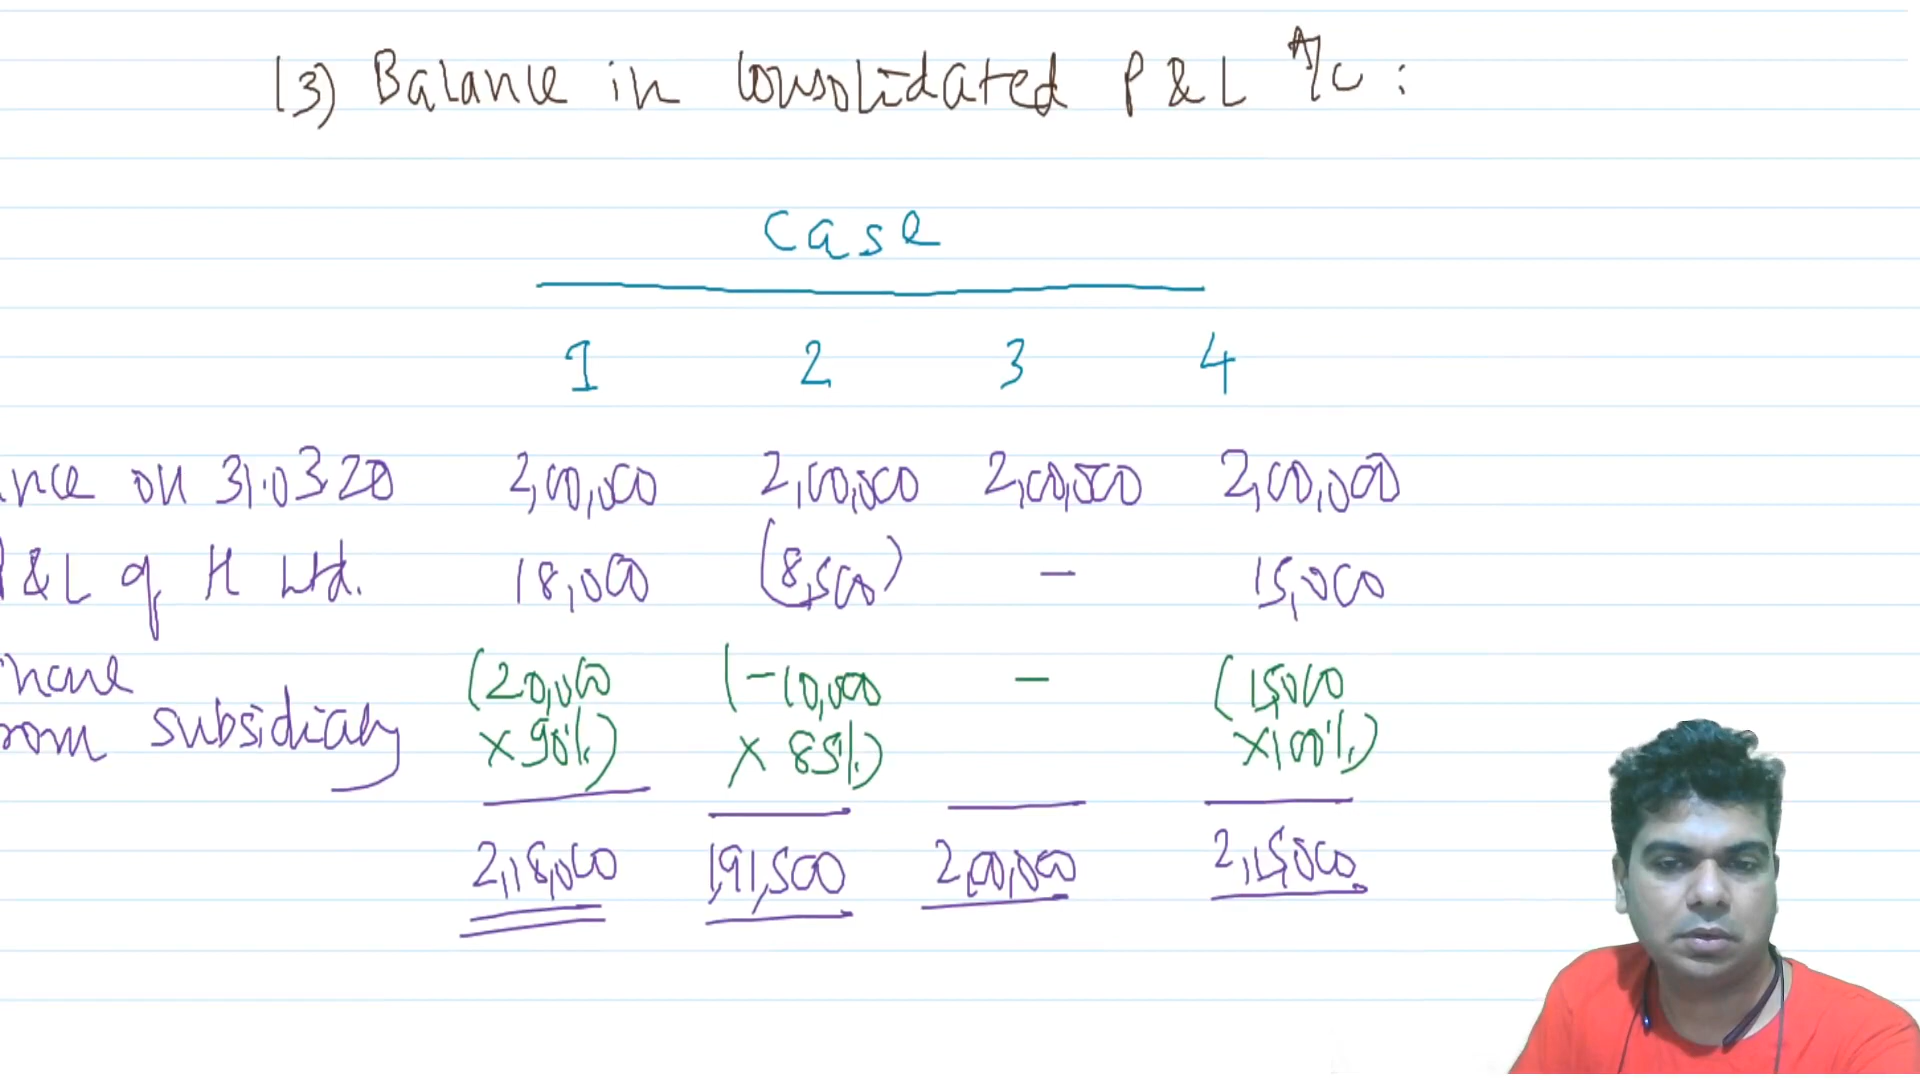 (3) Balance in Consolidated P & L A/c :
Case
1 2 3 4
nce on 31.03.20 2,00,000 2,00,000 2,00,000 2,00,000
P&L of H Ltd. 18,000 (8,500) - 15,000
hare (20,000 (-10,000 - (15,000
rom subsidiary × 90%) × 85%) ×100%)
2,18,000 1,91,500 2,00,000 2,15,000